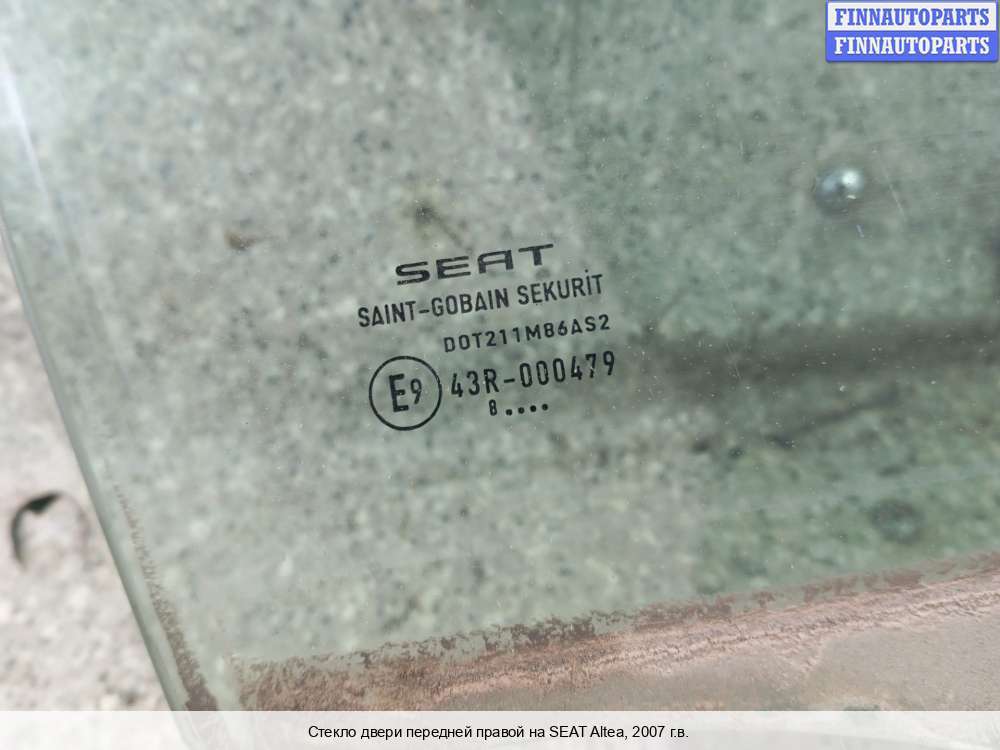 FINNAUTOPARTS
FINNAUTOPARTS
SEAT
SAINT-GOBAIN SEKURIT
DOT211M86AS2
E9 43R-000479
8....
Стекло двери передней правой на SEAT Altea, 2007 г.в.